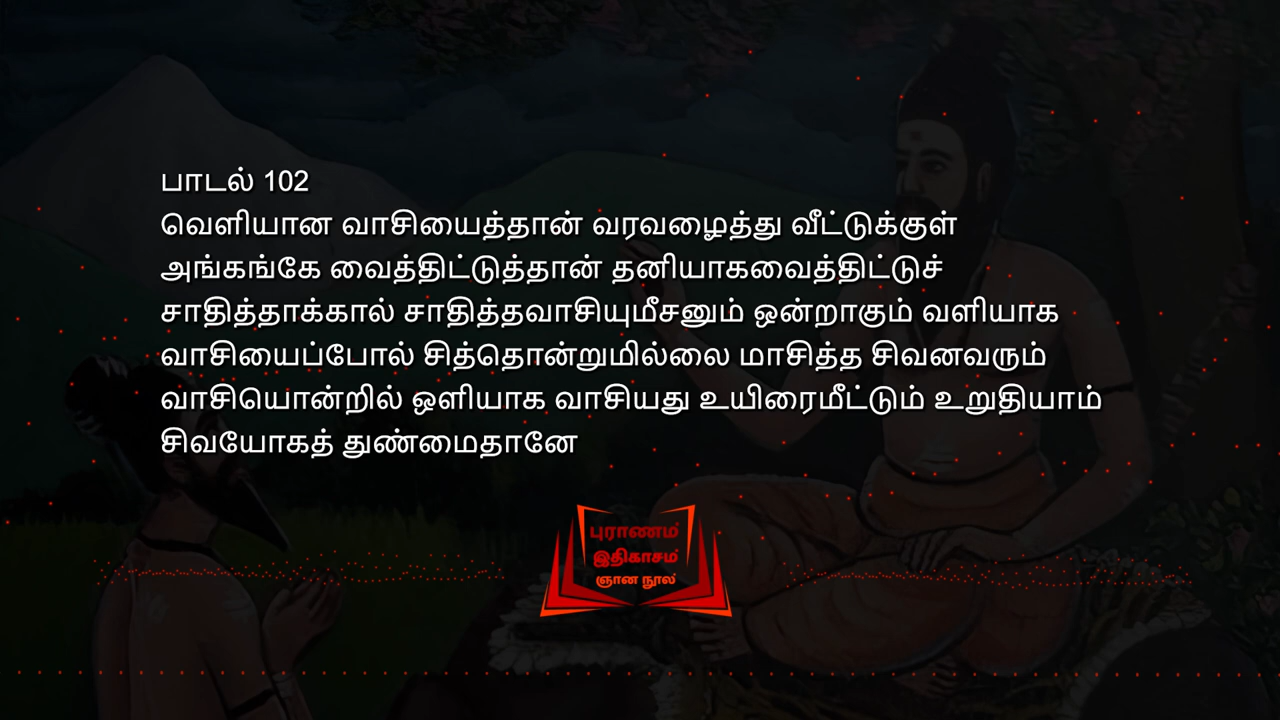 பாடல் 102
வெளியான வாசியைத்தான் வரவழைத்து வீட்டுக்குள்
அங்கங்கே வைத்திட்டுத்தான் தனியாகவைத்திட்டுச்
சாதித்தாக்கால் சாதித்தவாசியுமீசனும் ஒன்றாகும் வளியாக
வாசியைப்போல் சித்தொன்றுமில்லை மாசித்த சிவனவரும்
வாசியொன்றில் ஒளியாக வாசியது உயிரைமீட்டும் உறுதியாம்
சிவயோகத் துண்மைதானே
புராணம்
இதிகாசம்
ஞான நூல்